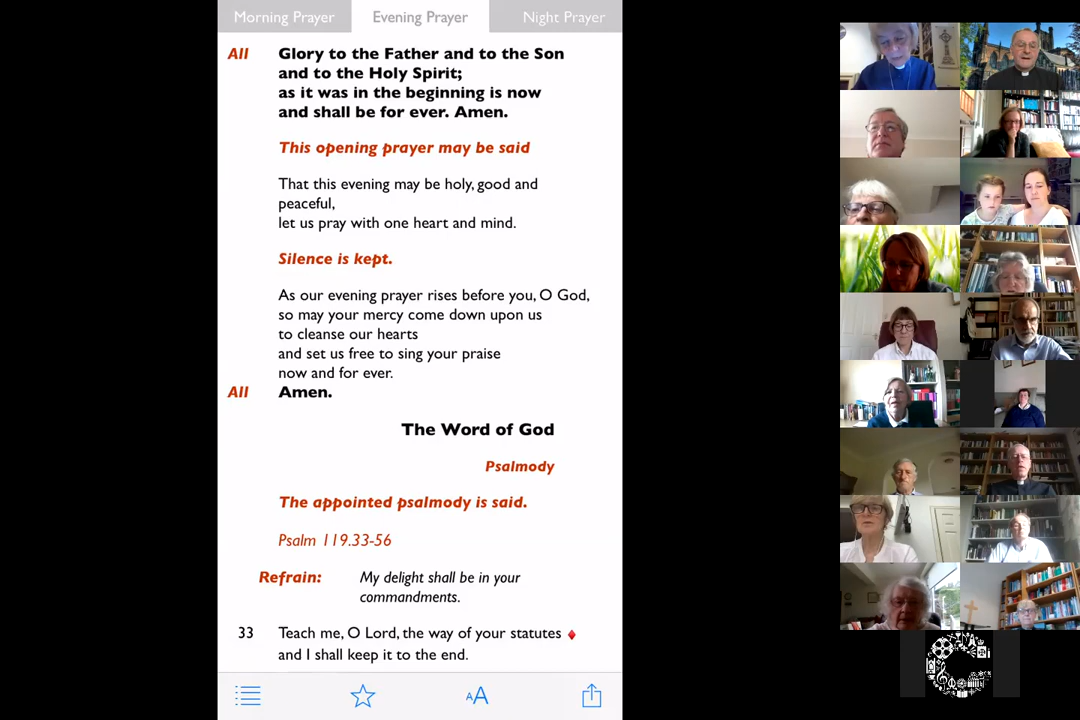 Morning Prayer
Evening Prayer
Night Prayer
All Glory to the Father and to the Son
and to the Holy Spirit;
as it was in the beginning is now
and shall be for ever. Amen.
This opening prayer may be said
That this evening may be holy, good and
peaceful,
let us pray with one heart and mind.
Silence is kept.
As our evening prayer rises before you, O God,
so may your mercy come down upon us
to cleanse our hearts
and set us free to sing your praise
now and for ever.
All Amen.
The Word of God
Psalmody
The appointed psalmody is said.
Psalm 119.33-56
Refrain: My delight shall be in your
commandments.
33 Teach me, O Lord, the way of your statutes ♦
and I shall keep it to the end.
AA